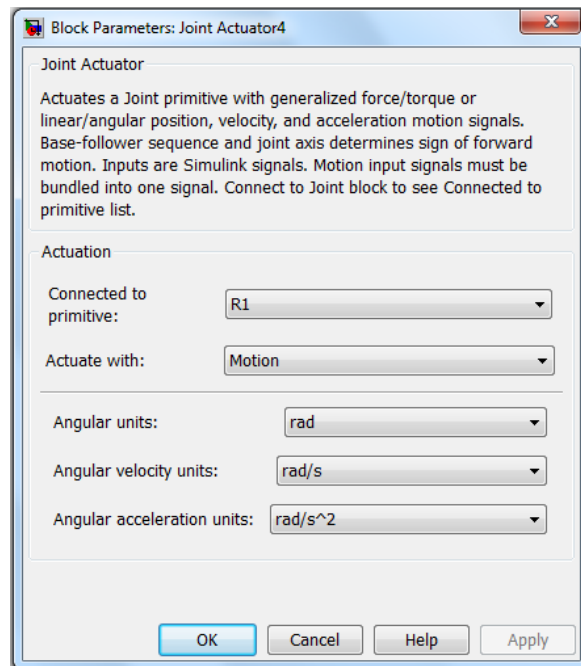 Block Parameters: Joint Actuator4
Joint Actuator
Actuates a Joint primitive with generalized force/torque or
linear/angular position, velocity, and acceleration motion signals.
Base-follower sequence and joint axis determines sign of forward
motion. Inputs are Simulink signals. Motion input signals must be
bundled into one signal. Connect to Joint block to see Connected to
primitive list.
Actuation
Connected to
primitive:
R1
Actuate with:
Motion
Angular units:
rad
Angular velocity units:
rad/s
Angular acceleration units:
rad/s^2
OK
Cancel
Help
Apply